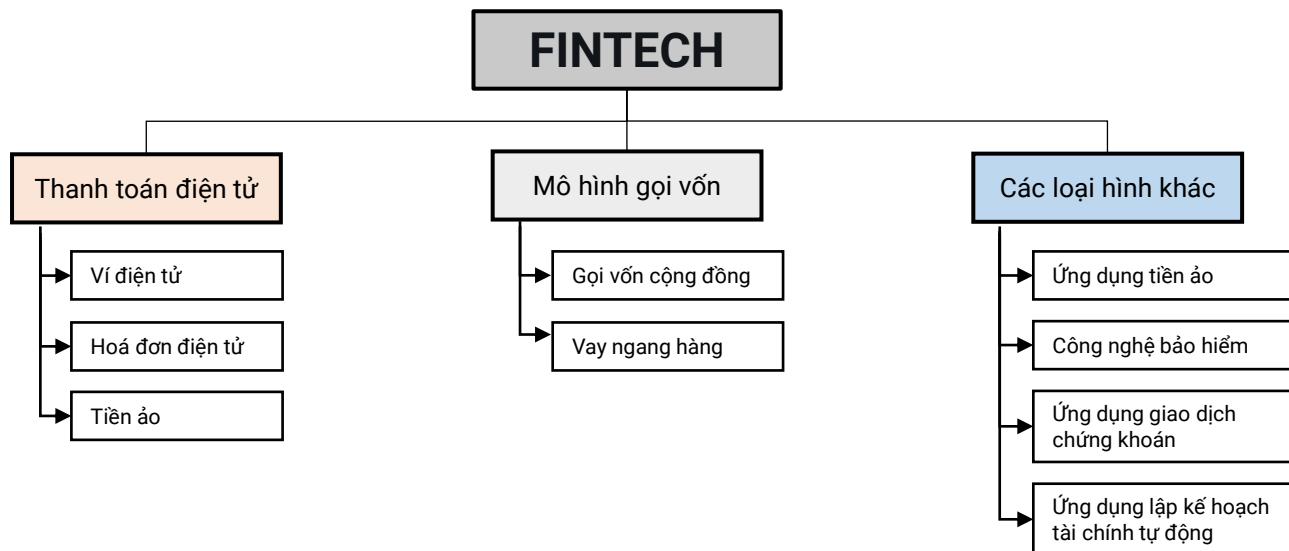 FINTECH
Thanh toán điện tử
Ví điện tử
Hoá đơn điện tử
Tiền ảo
Mô hình gọi vốn
Gọi vốn cộng đồng
Vay ngang hàng
Các loại hình khác
Ứng dụng tiền ảo
Công nghệ bảo hiểm
Ứng dụng giao dịch
chứng khoán
Ứng dụng lập kế hoạch
tài chính tự động